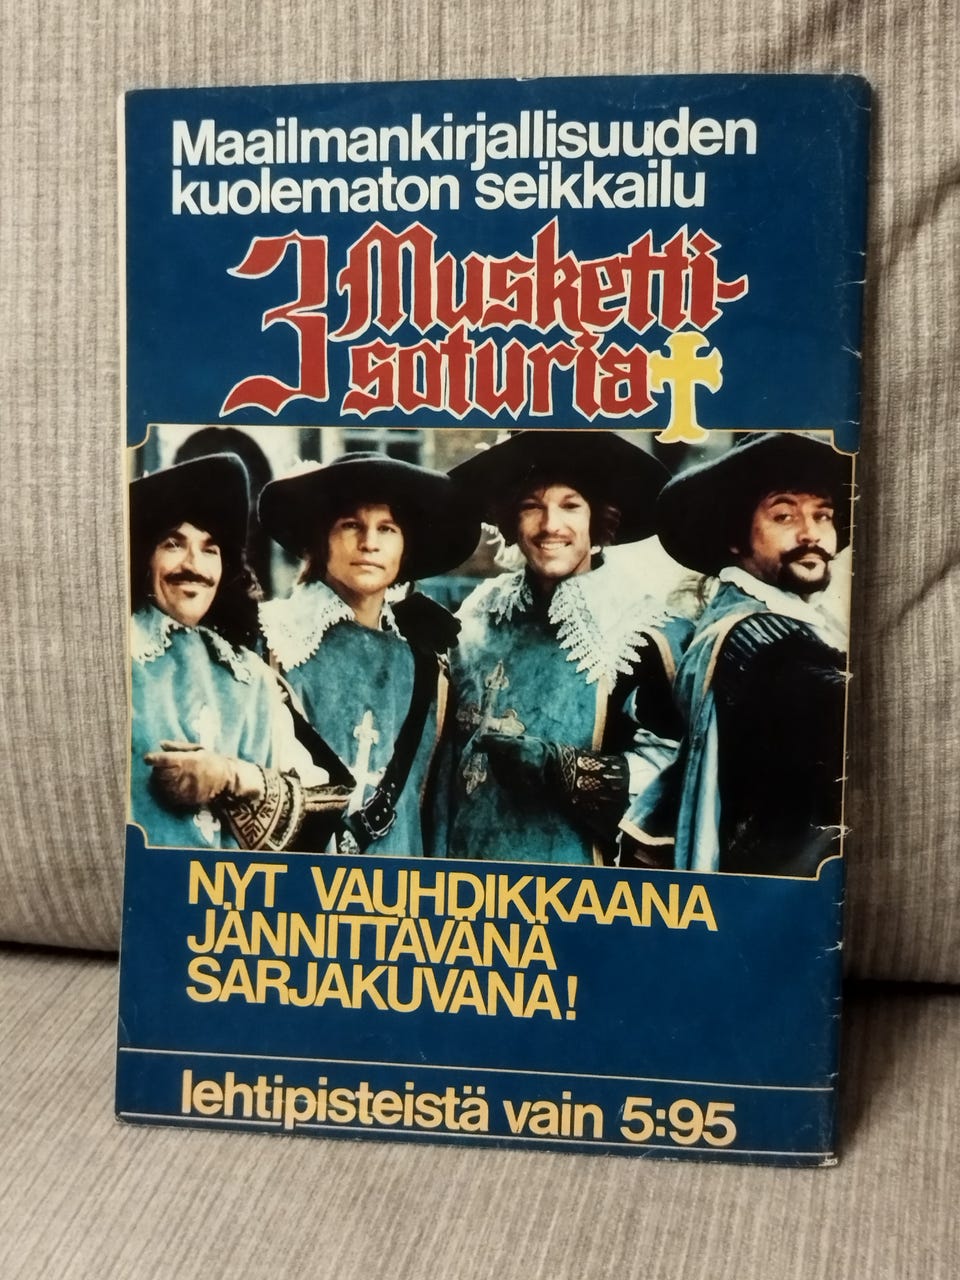 Maailmankirjallisuuden
kuolematon seikkailu
3 Musketti-
soturia
NYT VAUHDIKKAANA
JÄNNITTÄVÄNÄ
SARJAKUVANA!
lehtipisteistä vain 5:95